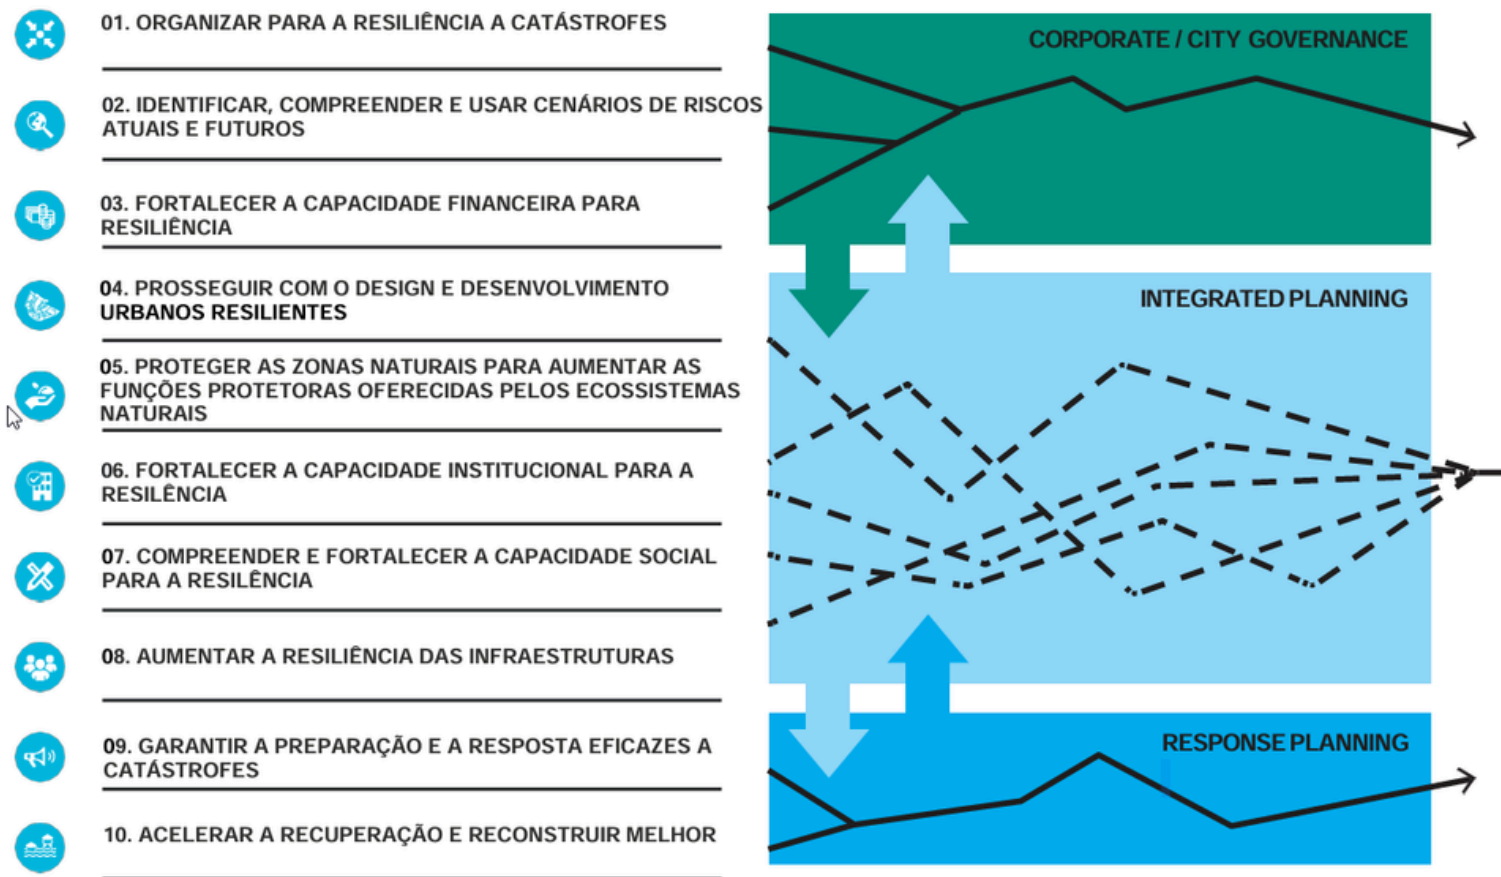 01. ORGANIZAR PARA A RESILIÊNCIA A CATÁSTROFES
02. IDENTIFICAR, COMPREENDER E USAR CENÁRIOS DE RISCOS
ATUAIS E FUTUROS
03. FORTALECER A CAPACIDADE FINANCEIRA PARA
RESILIÊNCIA
04. PROSSEGUIR COM O DESIGN E DESENVOLVIMENTO
URBANOS RESILIENTES
05. PROTEGER AS ZONAS NATURAIS PARA AUMENTAR AS
FUNÇÕES PROTETORAS OFERECIDAS PELOS ECOSSISTEMAS
NATURAIS
06. FORTALECER A CAPACIDADE INSTITUCIONAL PARA A
RESILÊNCIA
07. COMPREENDER E FORTALECER A CAPACIDADE SOCIAL
PARA A RESILÊNCIA
08. AUMENTAR A RESILIÊNCIA DAS INFRAESTRUTURAS
09. GARANTIR A PREPARAÇÃO E A RESPOSTA EFICAZES A
CATÁSTROFES
10. ACELERAR A RECUPERAÇÃO E RECONSTRUIR MELHOR
CORPORATE / CITY GOVERNANCE
INTEGRATED PLANNING
RESPONSE PLANNING